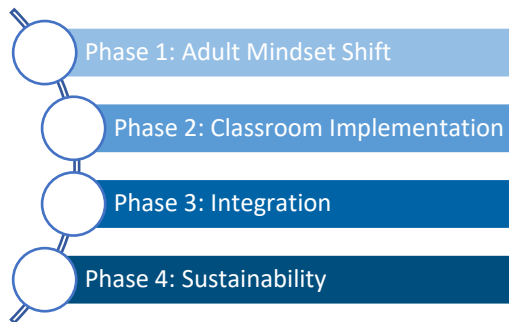 Phase 1: Adult Mindset Shift
Phase 2: Classroom Implementation
Phase 3: Integration
Phase 4: Sustainability